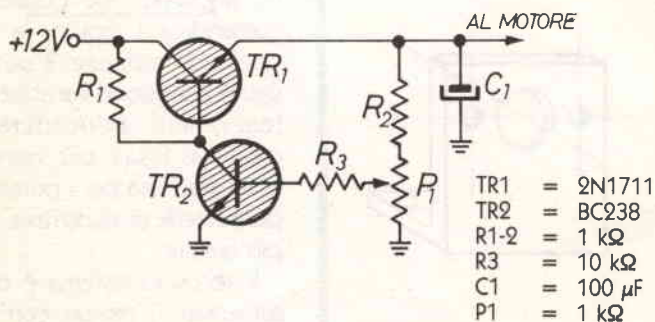 AL MOTORE
+12V
R1
TR1
R2
C1
TR2
R3
P1
TR1 = 2N1711
TR2 = BC238
R1-2 = 1 kΩ
R3 = 10 kΩ
C1 = 100 µF
P1 = 1 kΩ